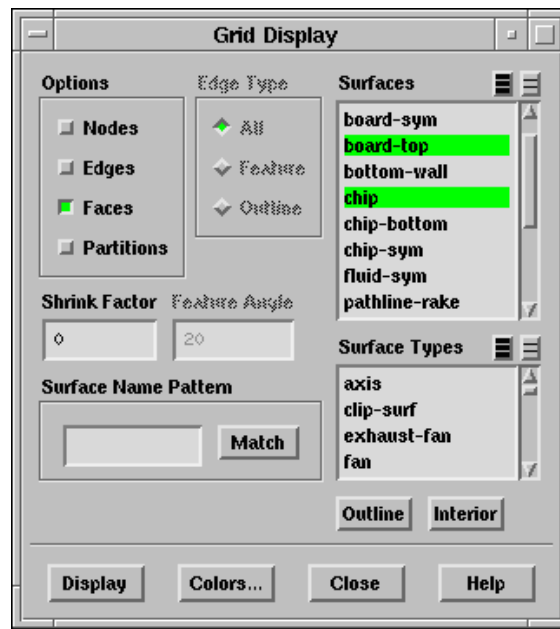 Grid Display
Options
Nodes
Edges
Faces
Partitions
Edge Type
All
Feature
Outline
Surfaces
board-sym
board-top
bottom-wall
chip
chip-bottom
chip-sym
fluid-sym
pathline-rake
Shrink Factor
0
Feature Angle
20
Surface Name Pattern
Match
Surface Types
axis
clip-surf
exhaust-fan
fan
Outline
Interior
Display
Colors...
Close
Help